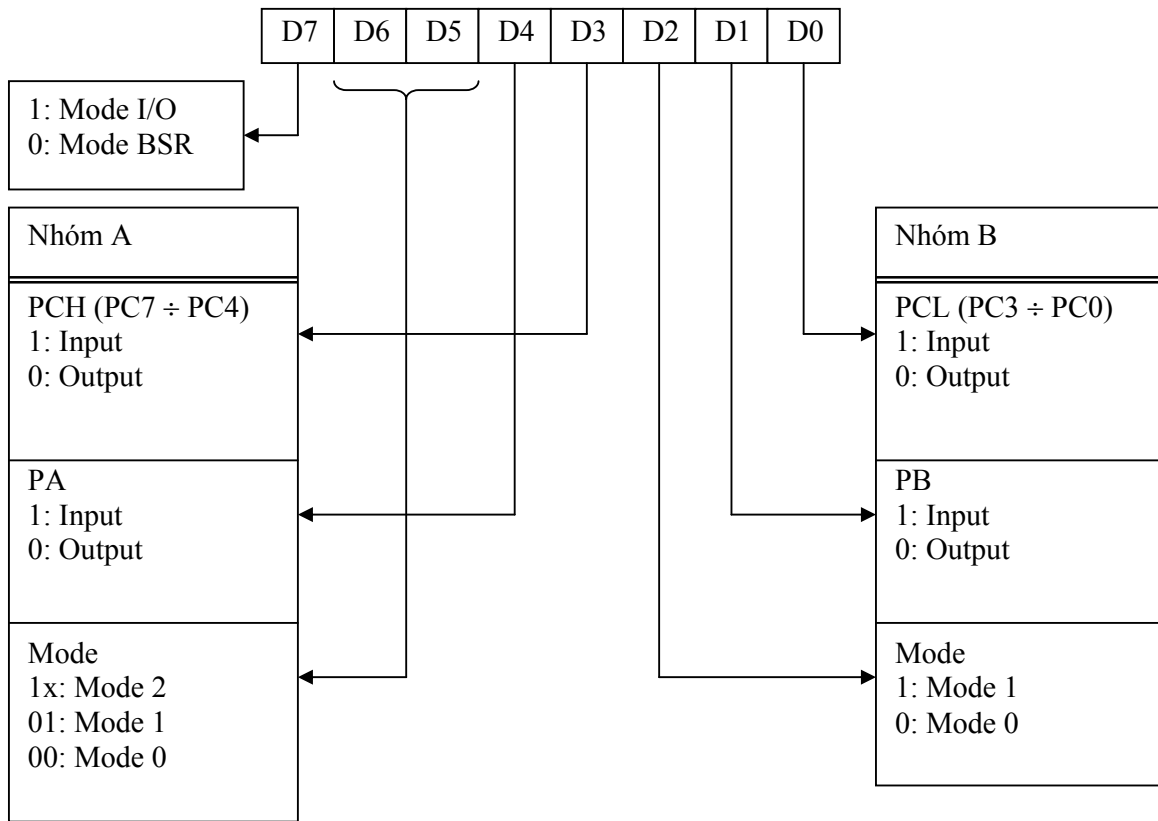 D7 D6 D5 D4 D3 D2 D1 D0
1: Mode I/O
0: Mode BSR
Nhóm A
PCH (PC7 ÷ PC4)
1: Input
0: Output
PA
1: Input
0: Output
Mode
1x: Mode 2
01: Mode 1
00: Mode 0
Nhóm B
PCL (PC3 ÷ PC0)
1: Input
0: Output
PB
1: Input
0: Output
Mode
1: Mode 1
0: Mode 0